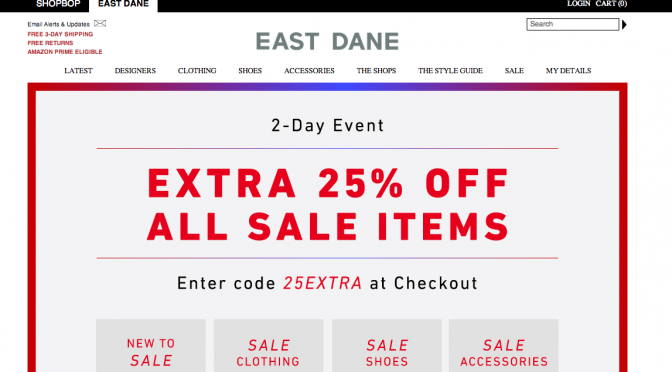 SHOPBOP EAST DANE LOGIN CART (0)
Email Alerts & Updates
FREE 3-DAY SHIPPING
FREE RETURNS
AMAZON PRIME ELIGIBLE
Search
EAST DANE
LATEST DESIGNERS CLOTHING SHOES ACCESSORIES THE SHOPS THE STYLE GUIDE SALE MY DETAILS
2-Day Event
EXTRA 25% OFF
ALL SALE ITEMS
Enter code 25EXTRA at Checkout
NEW TO
SALE
SALE
CLOTHING
SALE
SHOES
SALE
ACCESSORIES